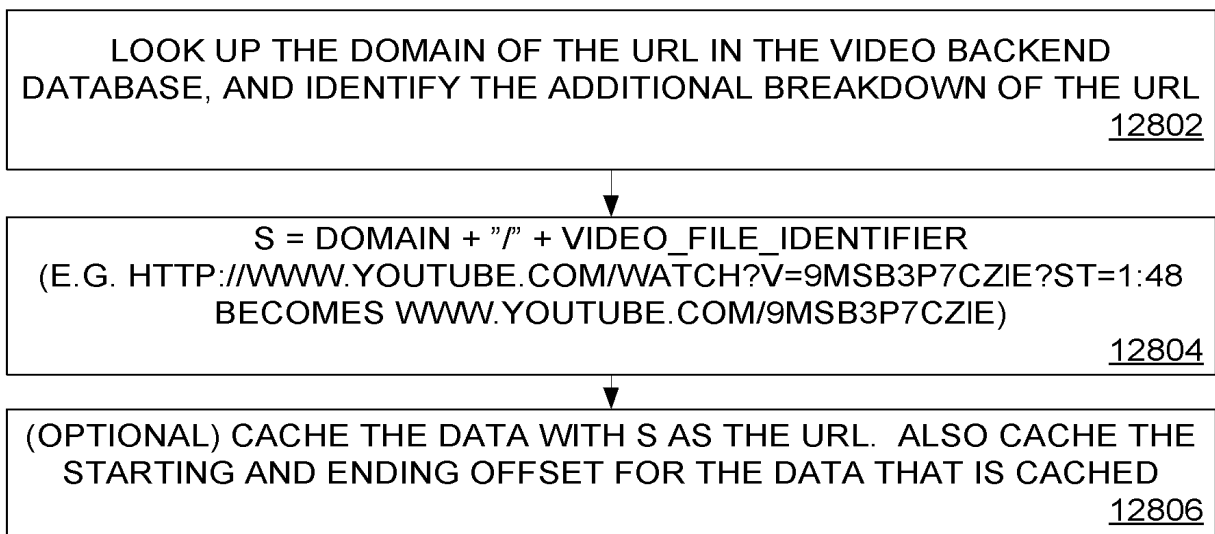 LOOK UP THE DOMAIN OF THE URL IN THE VIDEO BACKEND
DATABASE, AND IDENTIFY THE ADDITIONAL BREAKDOWN OF THE URL
12802
S = DOMAIN + ”/” + VIDEO_FILE_IDENTIFIER
(E.G. HTTP://WWW.YOUTUBE.COM/WATCH?V=9MSB3P7CZIE?ST=1:48
BECOMES WWW.YOUTUBE.COM/9MSB3P7CZIE)
12804
(OPTIONAL) CACHE THE DATA WITH S AS THE URL.  ALSO CACHE THE
STARTING AND ENDING OFFSET FOR THE DATA THAT IS CACHED
12806